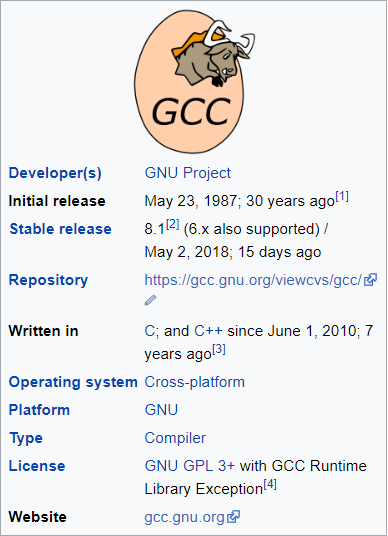 GCC
Developer(s) GNU Project
Initial release May 23, 1987; 30 years ago[1]
Stable release 8.1[2] (6.x also supported) /
May 2, 2018; 15 days ago
Repository https://gcc.gnu.org/viewcvs/gcc/
Written in C; and C++ since June 1, 2010; 7
years ago[3]
Operating system Cross-platform
Platform GNU
Type Compiler
License GNU GPL 3+ with GCC Runtime
Library Exception[4]
Website gcc.gnu.org